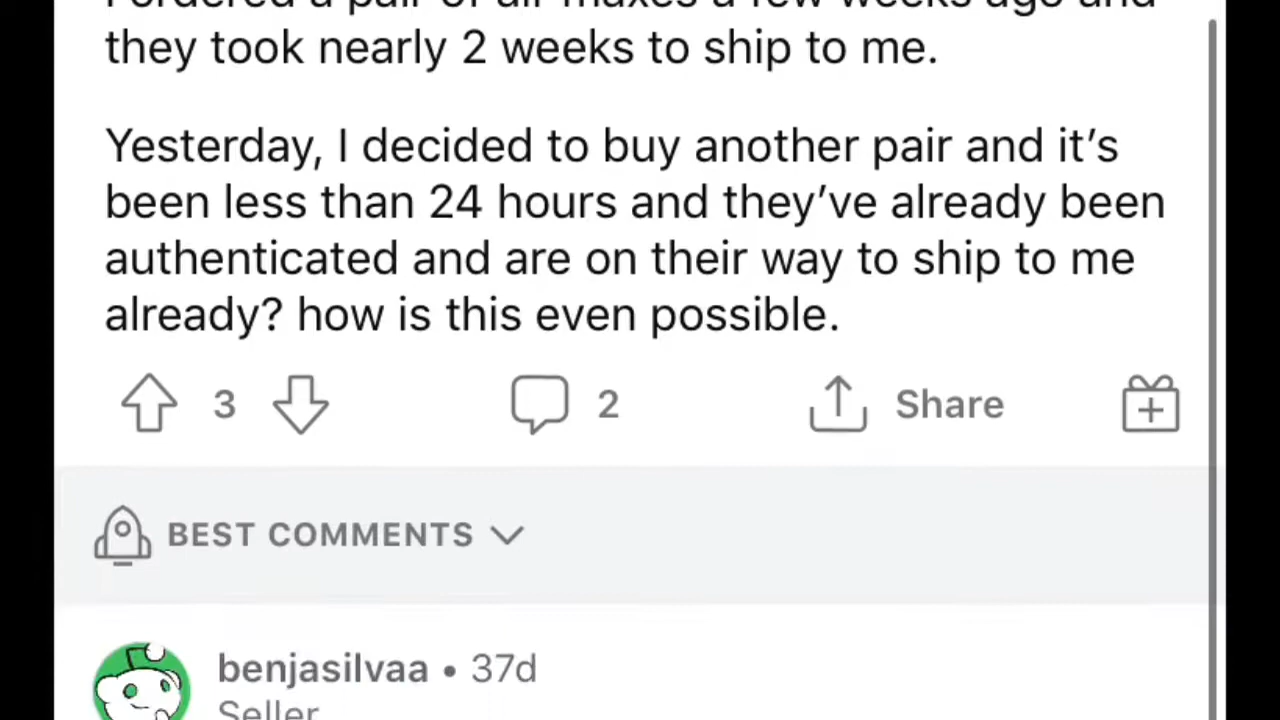 I ordered a pair of air maxes a few weeks ago and
they took nearly 2 weeks to ship to me.
Yesterday, I decided to buy another pair and it’s
been less than 24 hours and they’ve already been
authenticated and are on their way to ship to me
already? how is this even possible.
3 2 Share
BEST COMMENTS
benjasilvaa • 37d
Seller